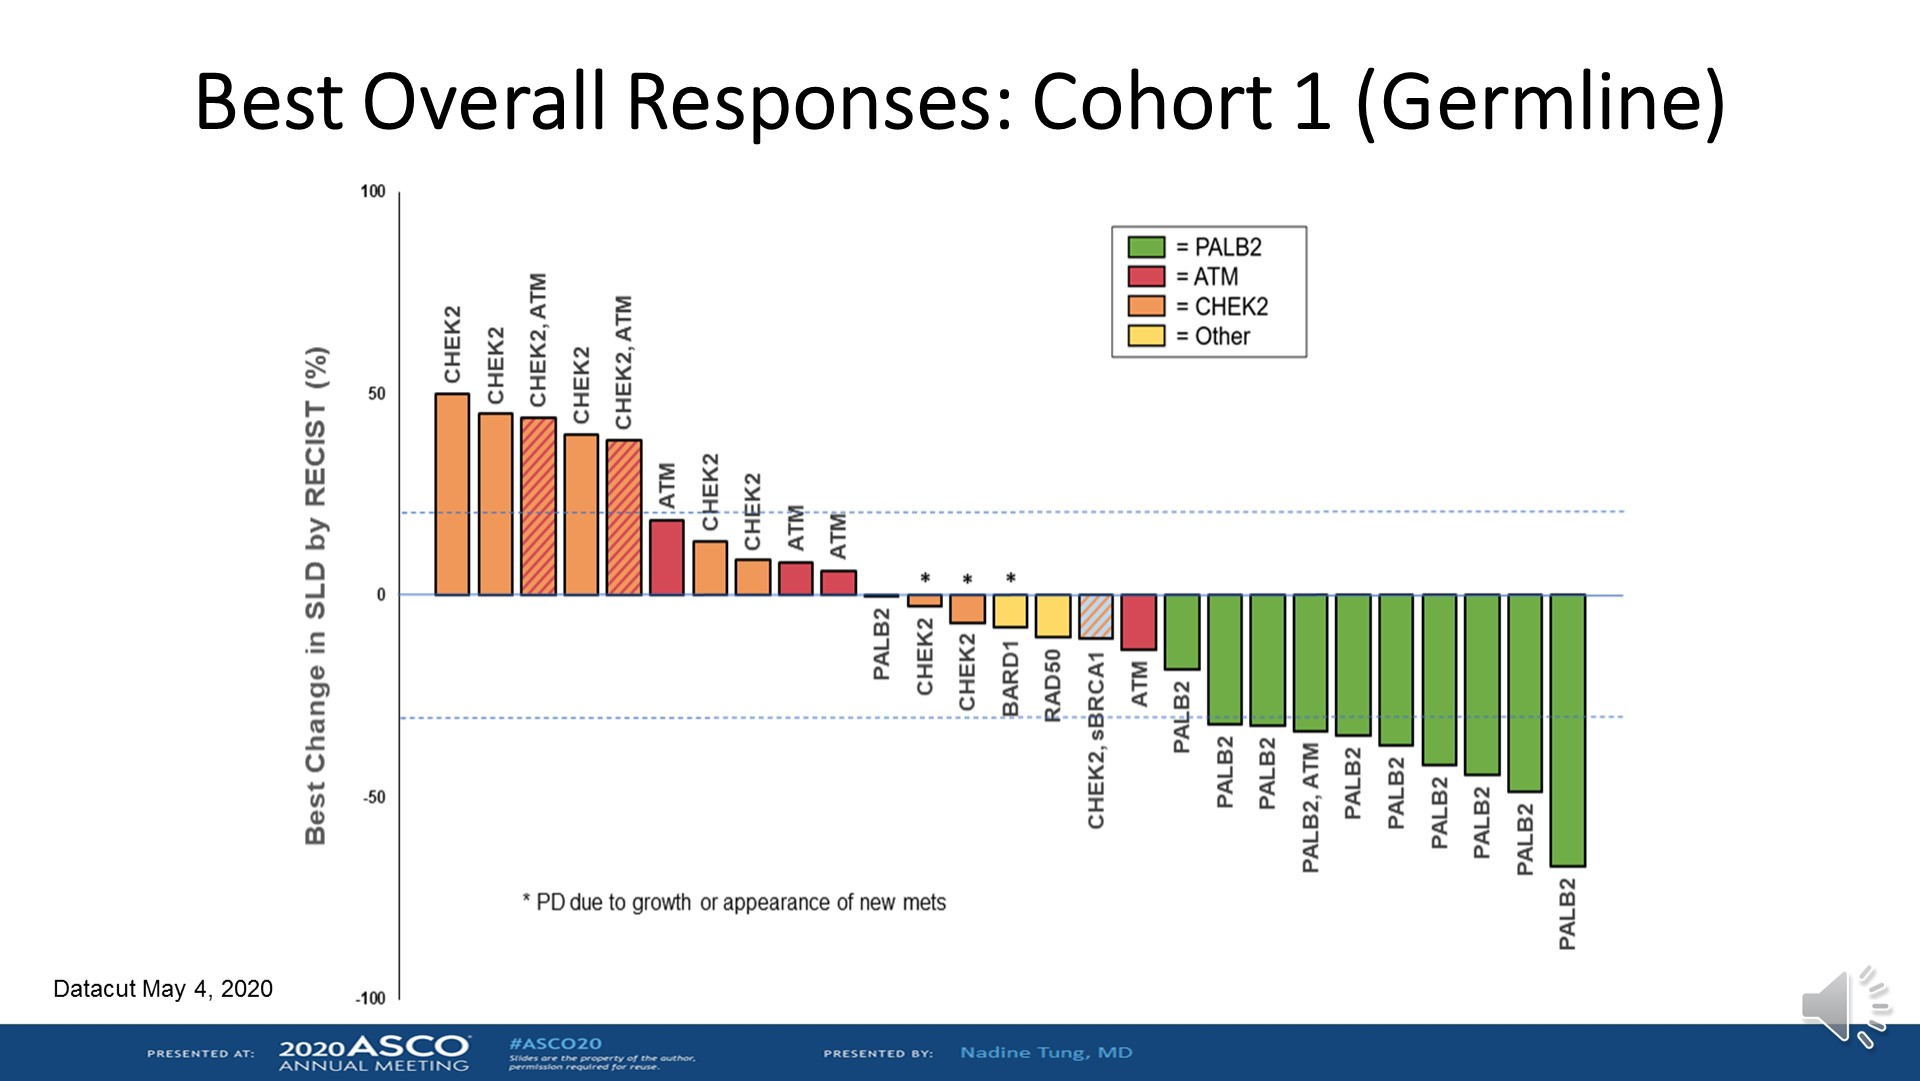 Best Overall Responses: Cohort 1 (Germline)
Best Change in SLD by RECIST (%)
100
50
0
-50
-100
= PALB2
= ATM
= CHEK2
= Other
CHEK2
CHEK2
CHEK2, ATM
CHEK2
CHEK2, ATM
ATM
CHEK2
CHEK2
ATM
ATM
PALB2
*
CHEK2
*
CHEK2
*
BARD1
RAD50
CHEK2, sBRCA1
ATM
PALB2
PALB2
PALB2
PALB2, ATM
PALB2
PALB2
PALB2
PALB2
PALB2
PALB2
* PD due to growth or appearance of new mets
Datacut May 4, 2020
PRESENTED AT:
2020 ASCO
ANNUAL MEETING
#ASCO20
Slides are the property of the author,
permission required for reuse.
PRESENTED BY:
Nadine Tung, MD